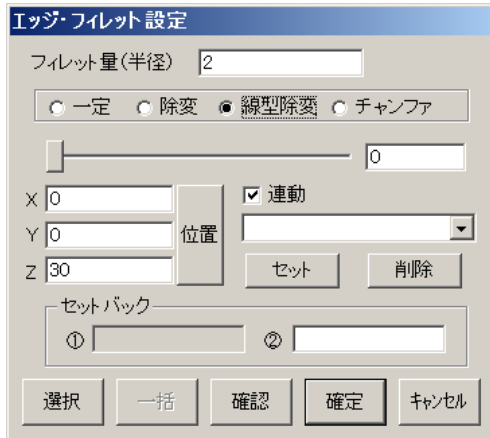 エッジ・フィレット設定
フィレット量(半径) 2
一定 除変 線型除変 チャンファ
0
X 0 連動
Y 0 位置
Z 30 セット 削除
セットバック
① ②
選択 一括 確認 確定 キャンセル